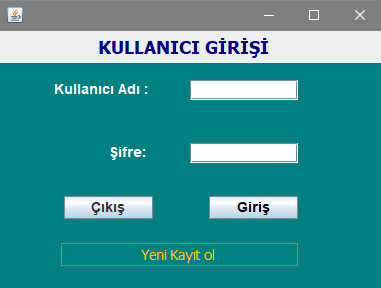 KULLANICI GİRİŞİ
Kullanıcı Adı :
Şifre:
Çıkış Giriş
Yeni Kayıt ol